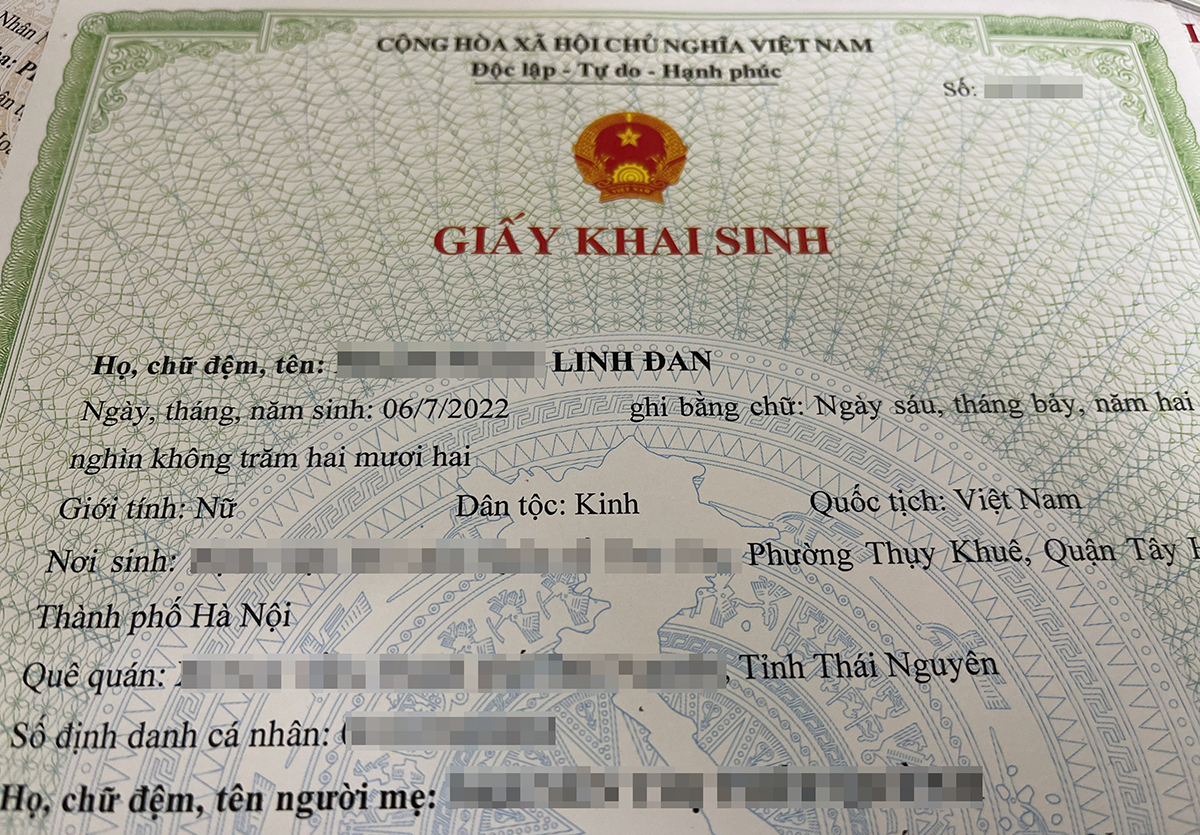 CỘNG HÒA XÃ HỘI CHỦ NGHĨA VIỆT NAM
Độc lập - Tự do - Hạnh phúc
Số:
VIỆT NAM
GIẤY KHAI SINH
Họ, chữ đệm, tên: LINH ĐAN
Ngày, tháng, năm sinh: 06/7/2022 ghi bằng chữ: Ngày sáu, tháng bảy, năm hai
nghìn không trăm hai mươi hai
Giới tính: Nữ Dân tộc: Kinh Quốc tịch: Việt Nam
Nơi sinh: Phường Thụy Khuê, Quận Tây
Thành phố Hà Nội
Quê quán: , Tỉnh Thái Nguyên
Số định danh cá nhân:
Họ, chữ đệm, tên người mẹ: